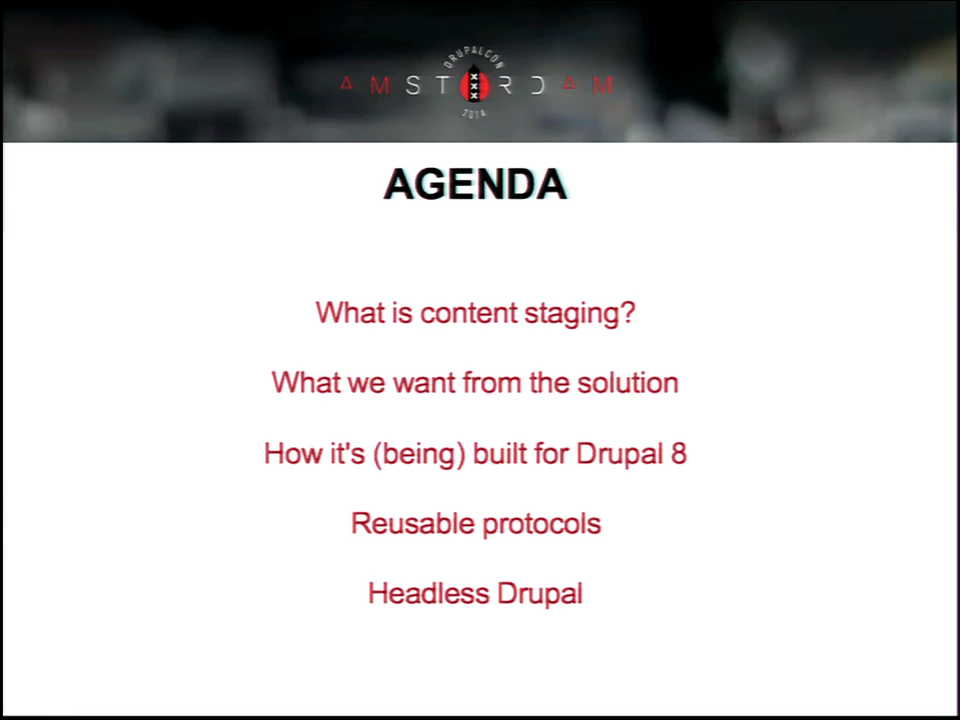 DRUPALCON
AMSTERDAM
2014
AGENDA
What is content staging?
What we want from the solution
How it's (being) built for Drupal 8
Reusable protocols
Headless Drupal